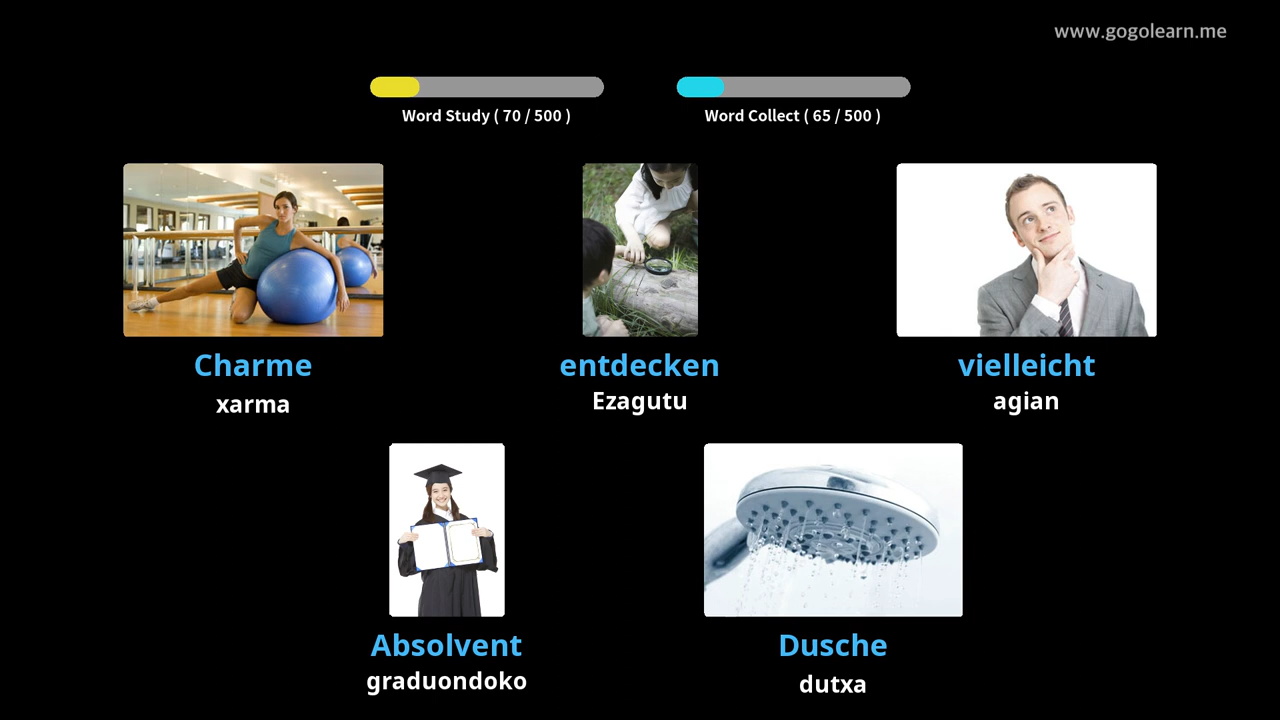 www.gogolearn.me
Word Study ( 70 / 500 )
Word Collect ( 65 / 500 )
Charme
xarma
entdecken
Ezagutu
vielleicht
agian
Absolvent
graduondoko
Dusche
dutxa